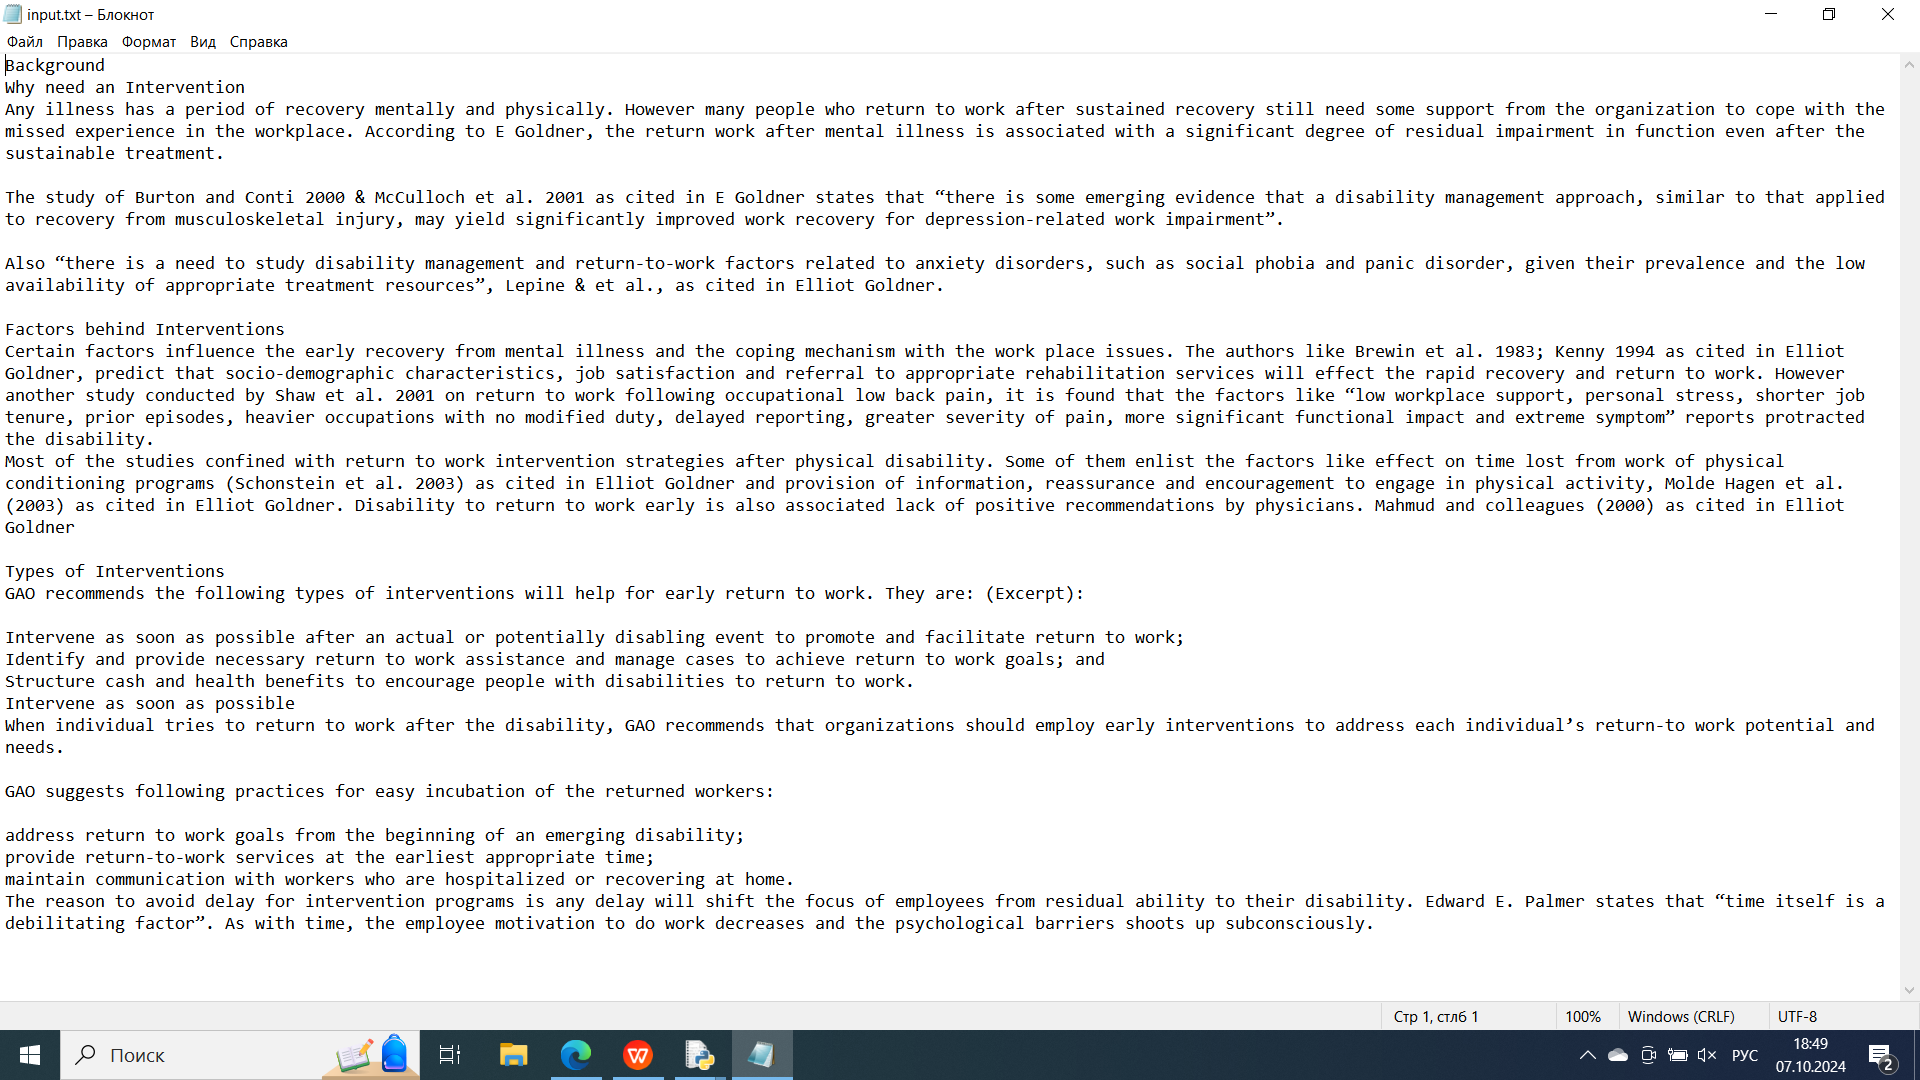 input.txt – Блокнот
Файл Правка Формат Вид Справка
Background
Why need an Intervention
Any illness has a period of recovery mentally and physically. However many people who return to work after sustained recovery still need some support from the organization to cope with the
missed experience in the workplace. According to E Goldner, the return work after mental illness is associated with a significant degree of residual impairment in function even after the
sustainable treatment.
The study of Burton and Conti 2000 & McCulloch et al. 2001 as cited in E Goldner states that “there is some emerging evidence that a disability management approach, similar to that applied
to recovery from musculoskeletal injury, may yield significantly improved work recovery for depression-related work impairment”.
Also “there is a need to study disability management and return-to-work factors related to anxiety disorders, such as social phobia and panic disorder, given their prevalence and the low
availability of appropriate treatment resources”, Lepine & et al., as cited in Elliot Goldner.
Factors behind Interventions
Certain factors influence the early recovery from mental illness and the coping mechanism with the work place issues. The authors like Brewin et al. 1983; Kenny 1994 as cited in Elliot
Goldner, predict that socio-demographic characteristics, job satisfaction and referral to appropriate rehabilitation services will effect the rapid recovery and return to work. However
another study conducted by Shaw et al. 2001 on return to work following occupational low back pain, it is found that the factors like “low workplace support, personal stress, shorter job
tenure, prior episodes, heavier occupations with no modified duty, delayed reporting, greater severity of pain, more significant functional impact and extreme symptom” reports protracted
the disability.
Most of the studies confined with return to work intervention strategies after physical disability. Some of them enlist the factors like effect on time lost from work of physical
conditioning programs (Schonstein et al. 2003) as cited in Elliot Goldner and provision of information, reassurance and encouragement to engage in physical activity, Molde Hagen et al.
(2003) as cited in Elliot Goldner. Disability to return to work early is also associated lack of positive recommendations by physicians. Mahmud and colleagues (2000) as cited in Elliot
Goldner
Types of Interventions
GAO recommends the following types of interventions will help for early return to work. They are: (Excerpt):
Intervene as soon as possible after an actual or potentially disabling event to promote and facilitate return to work;
Identify and provide necessary return to work assistance and manage cases to achieve return to work goals; and
Structure cash and health benefits to encourage people with disabilities to return to work.
Intervene as soon as possible
When individual tries to return to work after the disability, GAO recommends that organizations should employ early interventions to address each individual’s return-to work potential and
needs.
GAO suggests following practices for easy incubation of the returned workers:
address return to work goals from the beginning of an emerging disability;
provide return-to-work services at the earliest appropriate time;
maintain communication with workers who are hospitalized or recovering at home.
The reason to avoid delay for intervention programs is any delay will shift the focus of employees from residual ability to their disability. Edward E. Palmer states that “time itself is a
debilitating factor”. As with time, the employee motivation to do work decreases and the psychological barriers shoots up subconsciously.
Стр 1, стлб 1 100% Windows (CRLF) UTF-8
Поиск
РУС
18:49
07.10.2024
2